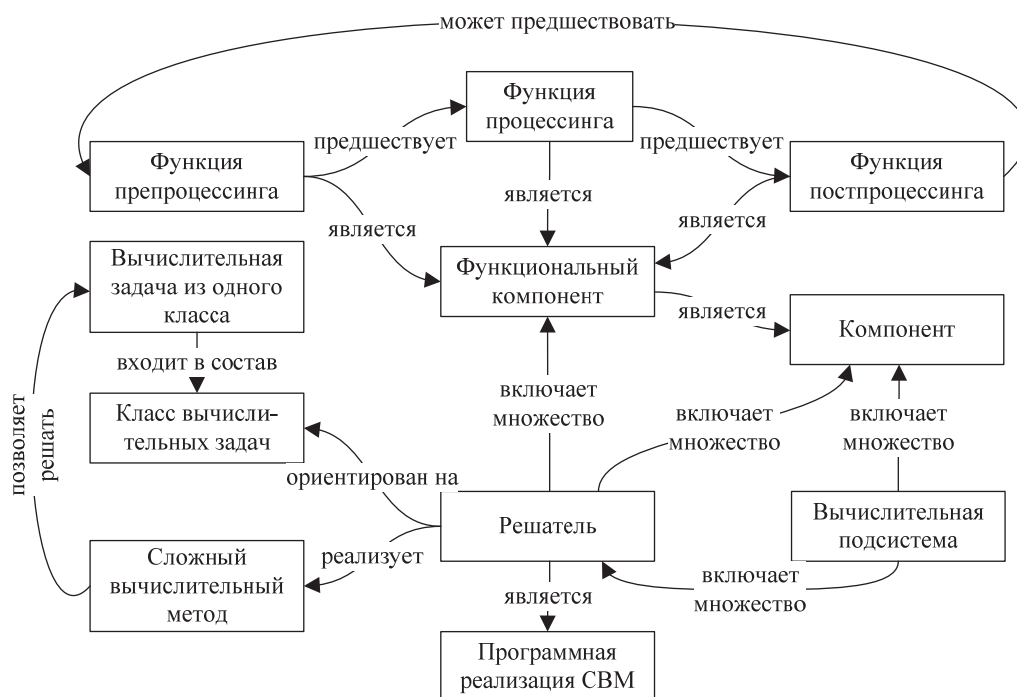 может предшествовать
Функция
процессинга
предшествует
предшествует
Функция
препроцессинга
Функция
постпроцессинга
является
является
является
Вычислительная
задача из одного
класса
Функциональный
компонент
является
Компонент
входит в состав
включает
множество
включает
множество
включает
множество
Класс вычисли-
тельных задач
позволяет
решать
ориентирован на
Решатель
Вычислительная
подсистема
Сложный
вычислительный
метод
реализует
является
включает
множество
Программная
реализация СВМ